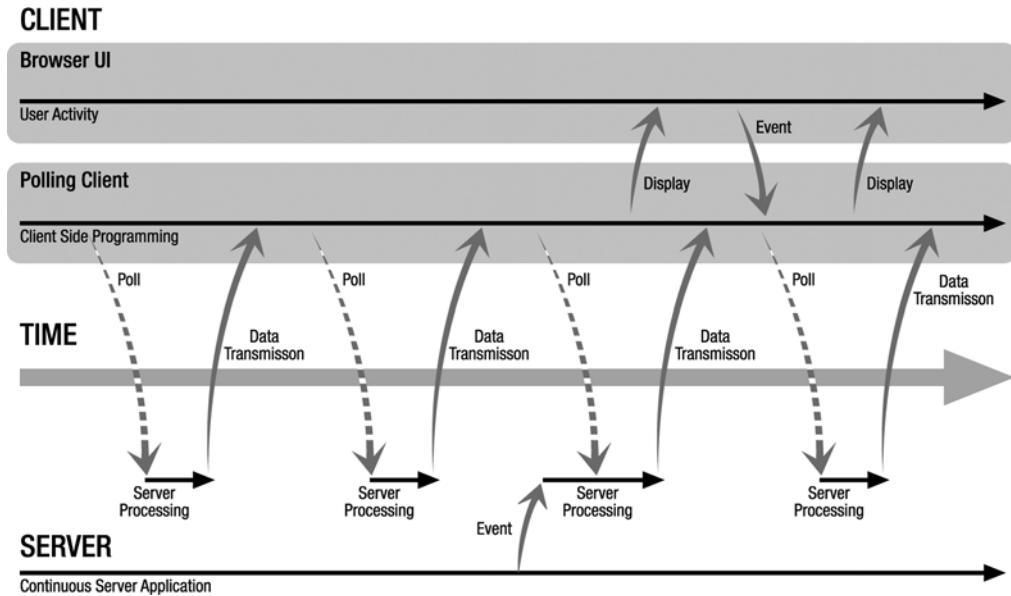 CLIENT
Browser UI
User Activity
Event
Display
Display
Polling Client
Client Side Programming
Poll
Poll
Poll
Poll
Data
Transmisson
TIME
Data
Transmisson
Data
Transmisson
Data
Transmisson
Server
Processing
Server
Processing
Server
Processing
Server
Processing
Event
SERVER
Continuous Server Application